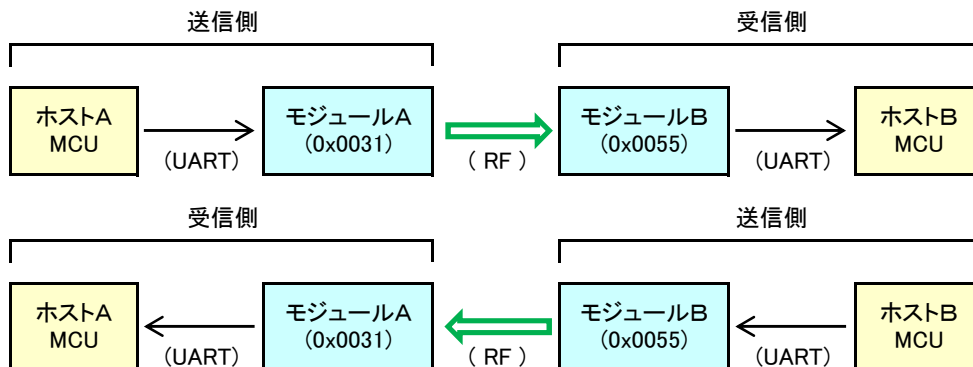 送信側
受信側
ホストA
MCU
(UART)
モジュールA
(0x0031)
( RF )
モジュールB
(0x0055)
(UART)
ホストB
MCU
受信側
送信側
ホストA
MCU
(UART)
モジュールA
(0x0031)
( RF )
モジュールB
(0x0055)
(UART)
ホストB
MCU